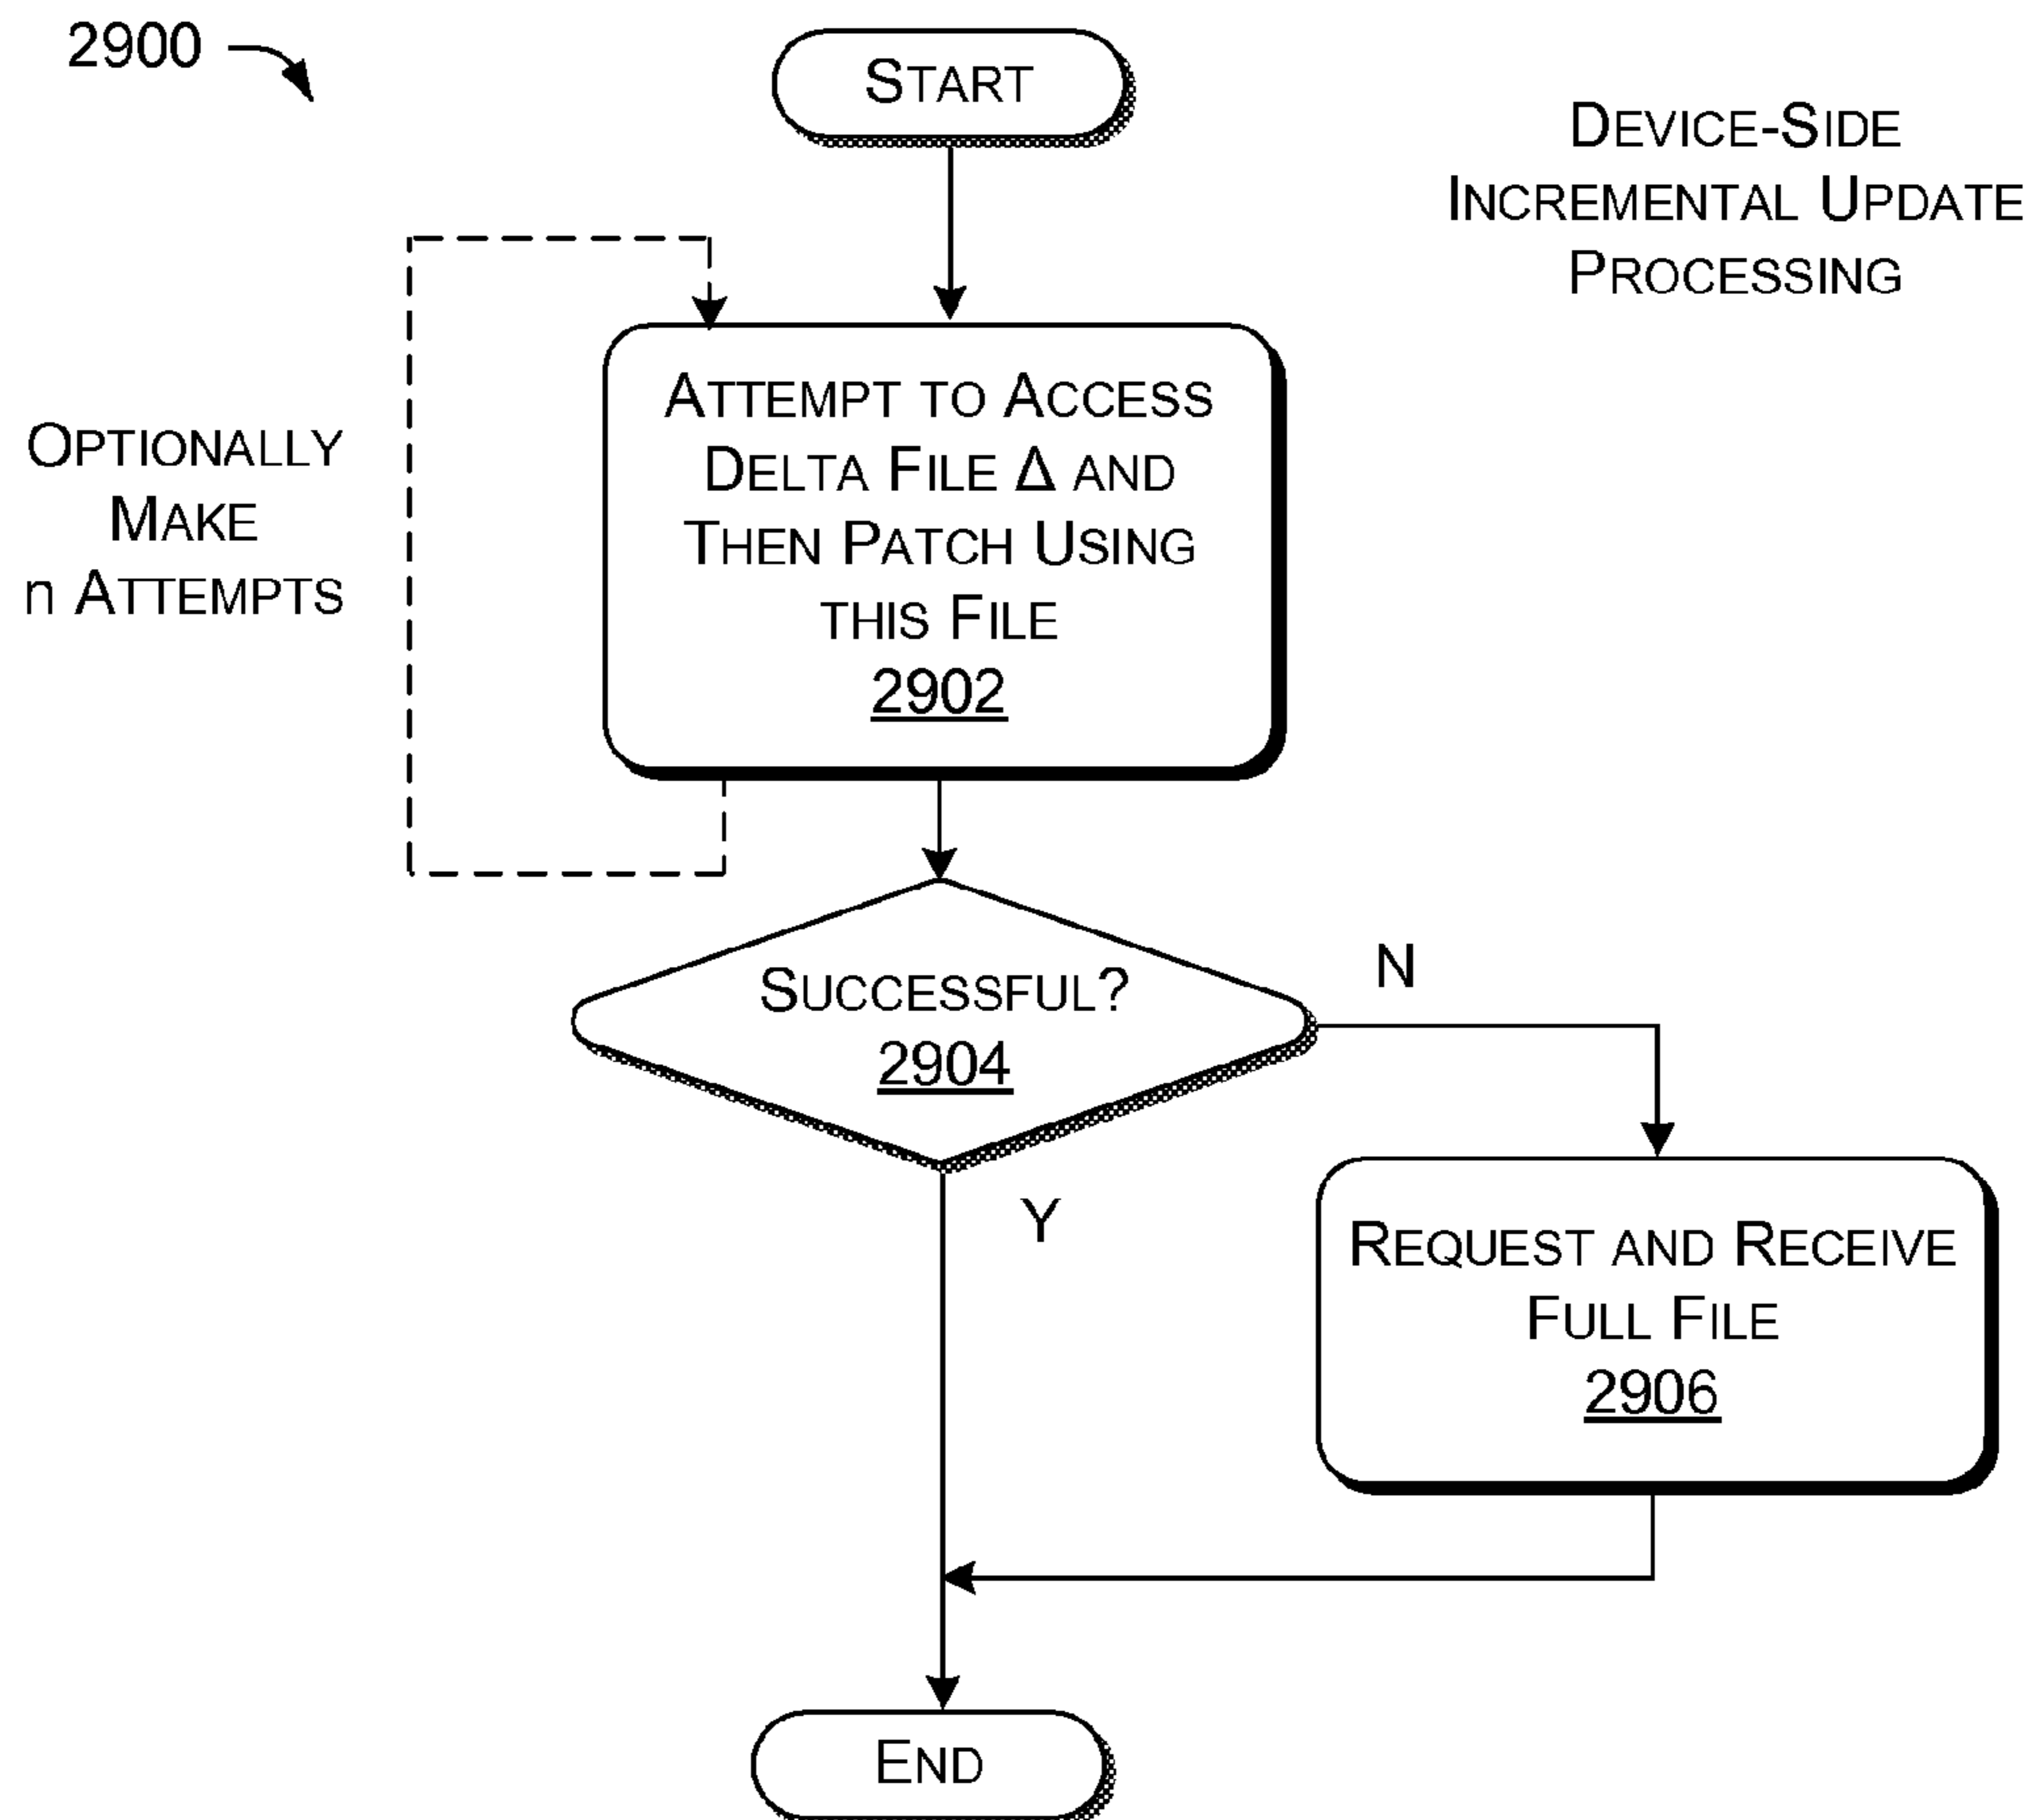 2900
START
DEVICE-SIDE
INCREMENTAL UPDATE
PROCESSING
OPTIONALLY
MAKE
n ATTEMPTS
ATTEMPT TO ACCESS
DELTA FILE Δ AND
THEN PATCH USING
THIS FILE
2902
SUCCESSFUL?
2904
N
Y
REQUEST AND RECEIVE
FULL FILE
2906
END